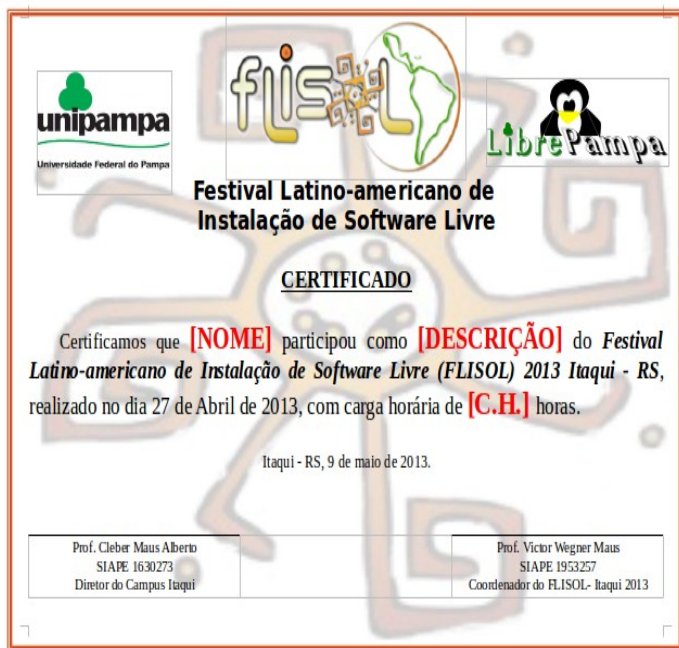 unipampa
Universidade Federal do Pampa
flisol
LibrePampa
Festival Latino-americano de
Instalação de Software Livre
CERTIFICADO
Certificamos que [NOME] participou como [DESCRIÇÃO] do Festival
Latino-americano de Instalação de Software Livre (FLISOL) 2013 Itaqui - RS,
realizado no dia 27 de Abril de 2013, com carga horária de [C.H.] horas.
Itaqui - RS, 9 de maio de 2013.
Prof. Cleber Maus Alberto
SIAPE 1630273
Diretor do Campus Itaqui
Prof. Victor Wegner Maus
SIAPE 1953257
Coordenador do FLISOL- Itaqui 2013